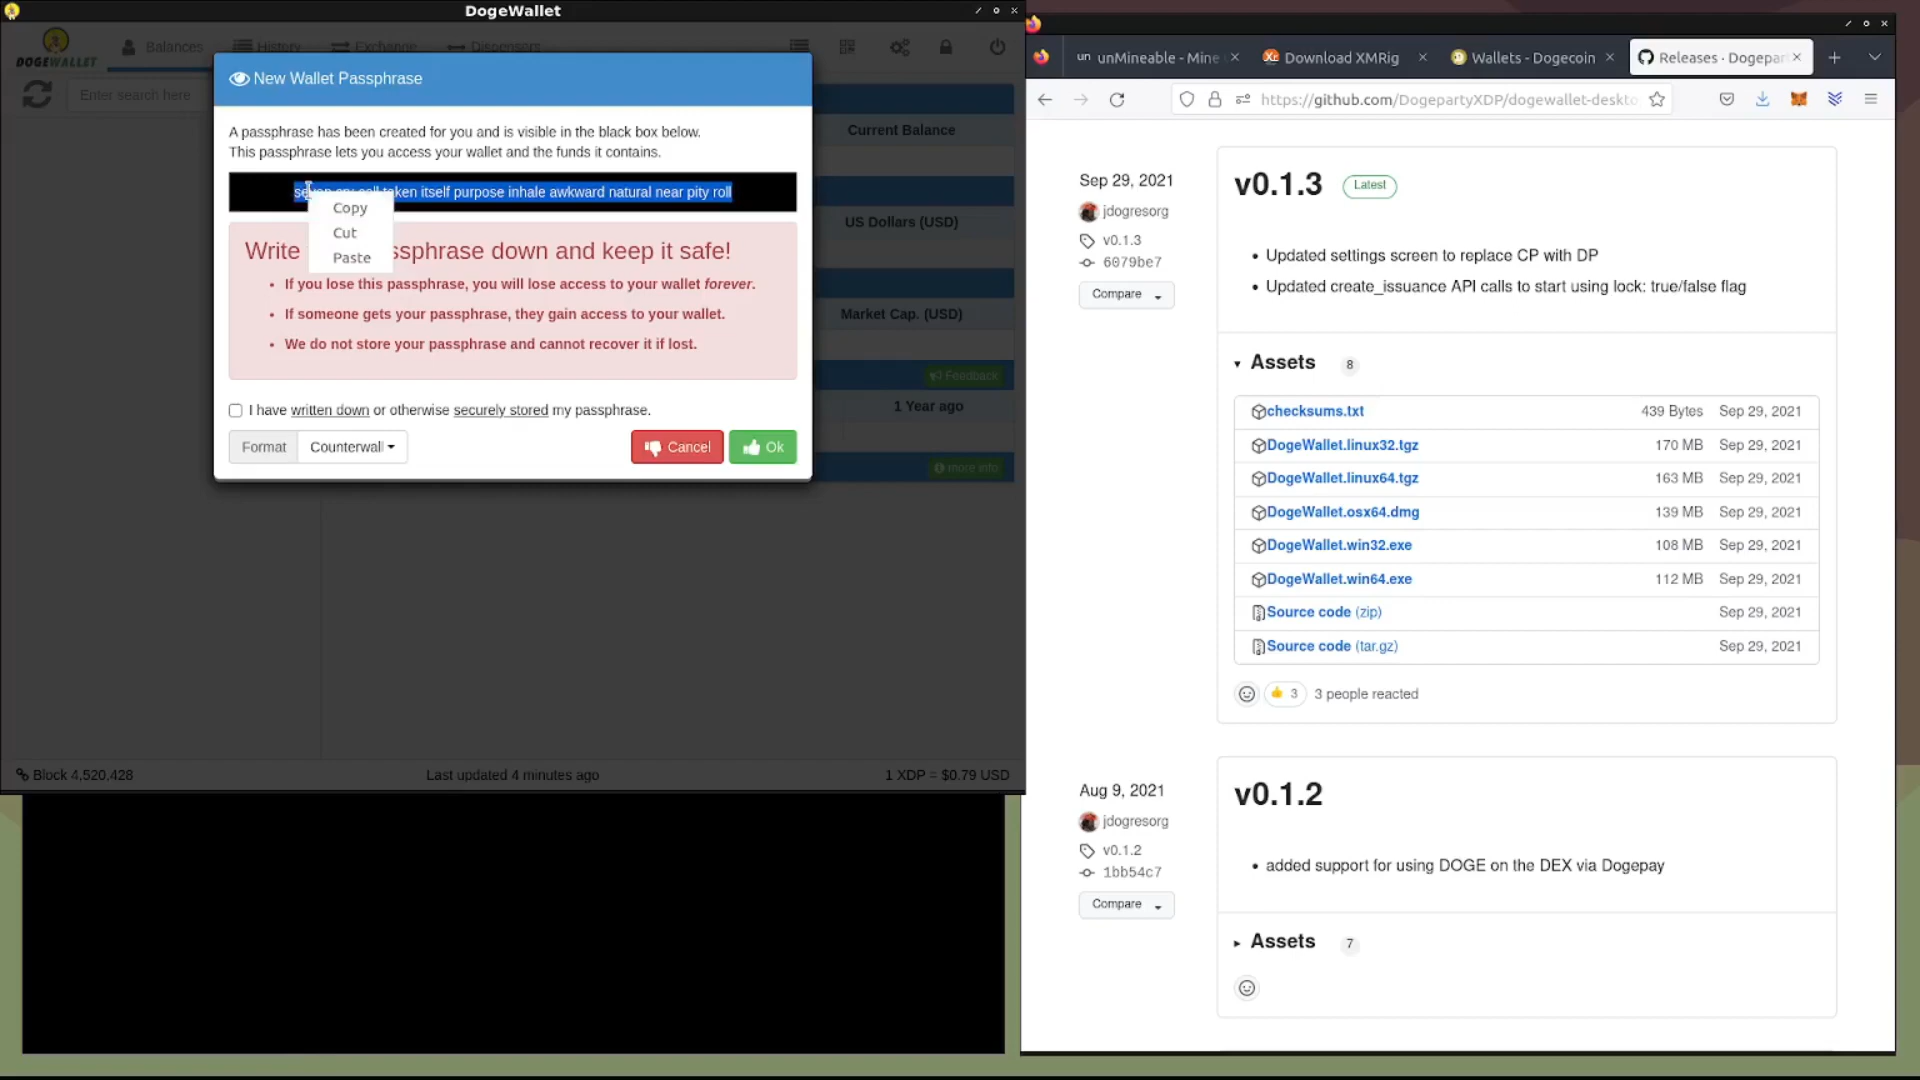 DogeWallet
DOGEWALLET
Balances
History
Exchange
Dispensers
Enter search here
New Wallet Passphrase
A passphrase has been created for you and is visible in the black box below.
This passphrase lets you access your wallet and the funds it contains.
itself purpose inhale awkward natural near pity roll
Copy
Cut
Paste
Write down and keep it safe!
• If you lose this passphrase, you will lose access to your wallet forever.
• If someone gets your passphrase, they gain access to your wallet.
• We do not store your passphrase and cannot recover it if lost.
I have written down or otherwise securely stored my passphrase.
Format
Counterwall
Cancel
Ok
Current Balance
US Dollars (USD)
Market Cap. (USD)
Feedback
1 Year ago
more info
Block 4,520,428
Last updated 4 minutes ago
1 XDP = $0.79 USD
un unMineable - Mine
Download XMRig
Wallets - Dogecoin
Releases · Dogepar
https://github.com/DogepartyXDP/dogewallet-deskto
Sep 29, 2021
jdogresorg
v0.1.3
6079be7
Compare
v0.1.3
Latest
• Updated settings screen to replace CP with DP
• Updated create_issuance API calls to start using lock: true/false flag
Assets 8
checksums.txt 439 Bytes Sep 29, 2021
DogeWallet.linux32.tgz 170 MB Sep 29, 2021
DogeWallet.linux64.tgz 163 MB Sep 29, 2021
DogeWallet.osx64.dmg 139 MB Sep 29, 2021
DogeWallet.win32.exe 108 MB Sep 29, 2021
DogeWallet.win64.exe 112 MB Sep 29, 2021
Source code (zip) Sep 29, 2021
Source code (tar.gz) Sep 29, 2021
3
3 people reacted
Aug 9, 2021
jdogresorg
v0.1.2
1bb54c7
Compare
v0.1.2
• added support for using DOGE on the DEX via Dogepay
Assets 7